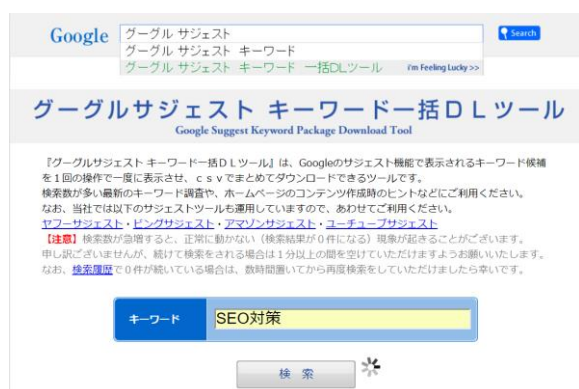 Google
グーグル サジェスト
Search
グーグル サジェスト キーワード
グーグル サジェスト キーワード 一括DLツール
I'm Feeling Lucky >>
グーグルサジェスト キーワード一括ＤＬツール
Google Suggest Keyword Package Download Tool
『グーグルサジェスト キーワード一括ＤＬツール』は、Googleのサジェスト機能で表示されるキーワード候補
を１回の操作で一度に表示させ、ｃｓｖでまとめてダウンロードできるツールです。
検索数が多い最新のキーワード調査や、ホームページのコンテンツ作成時のヒントなどにご利用ください。
なお、当社では以下のサジェストツールも運用していますので、あわせてご利用ください。
ヤフーサジェスト・ビングサジェスト・アマゾンサジェスト・ユーチューブサジェスト
【注意】検索数が急増すると、正常に動かない（検索結果が０件になる）現象が起きることがございます。
申し訳ございませんが、続けて検索をされる場合は１分以上の間を空けていただけますようお願いいたします。
なお、検索履歴で０件が続いている場合は、数時間置いてから再度検索をしていただけましたら幸いです。
キーワード
SEO対策
検 索